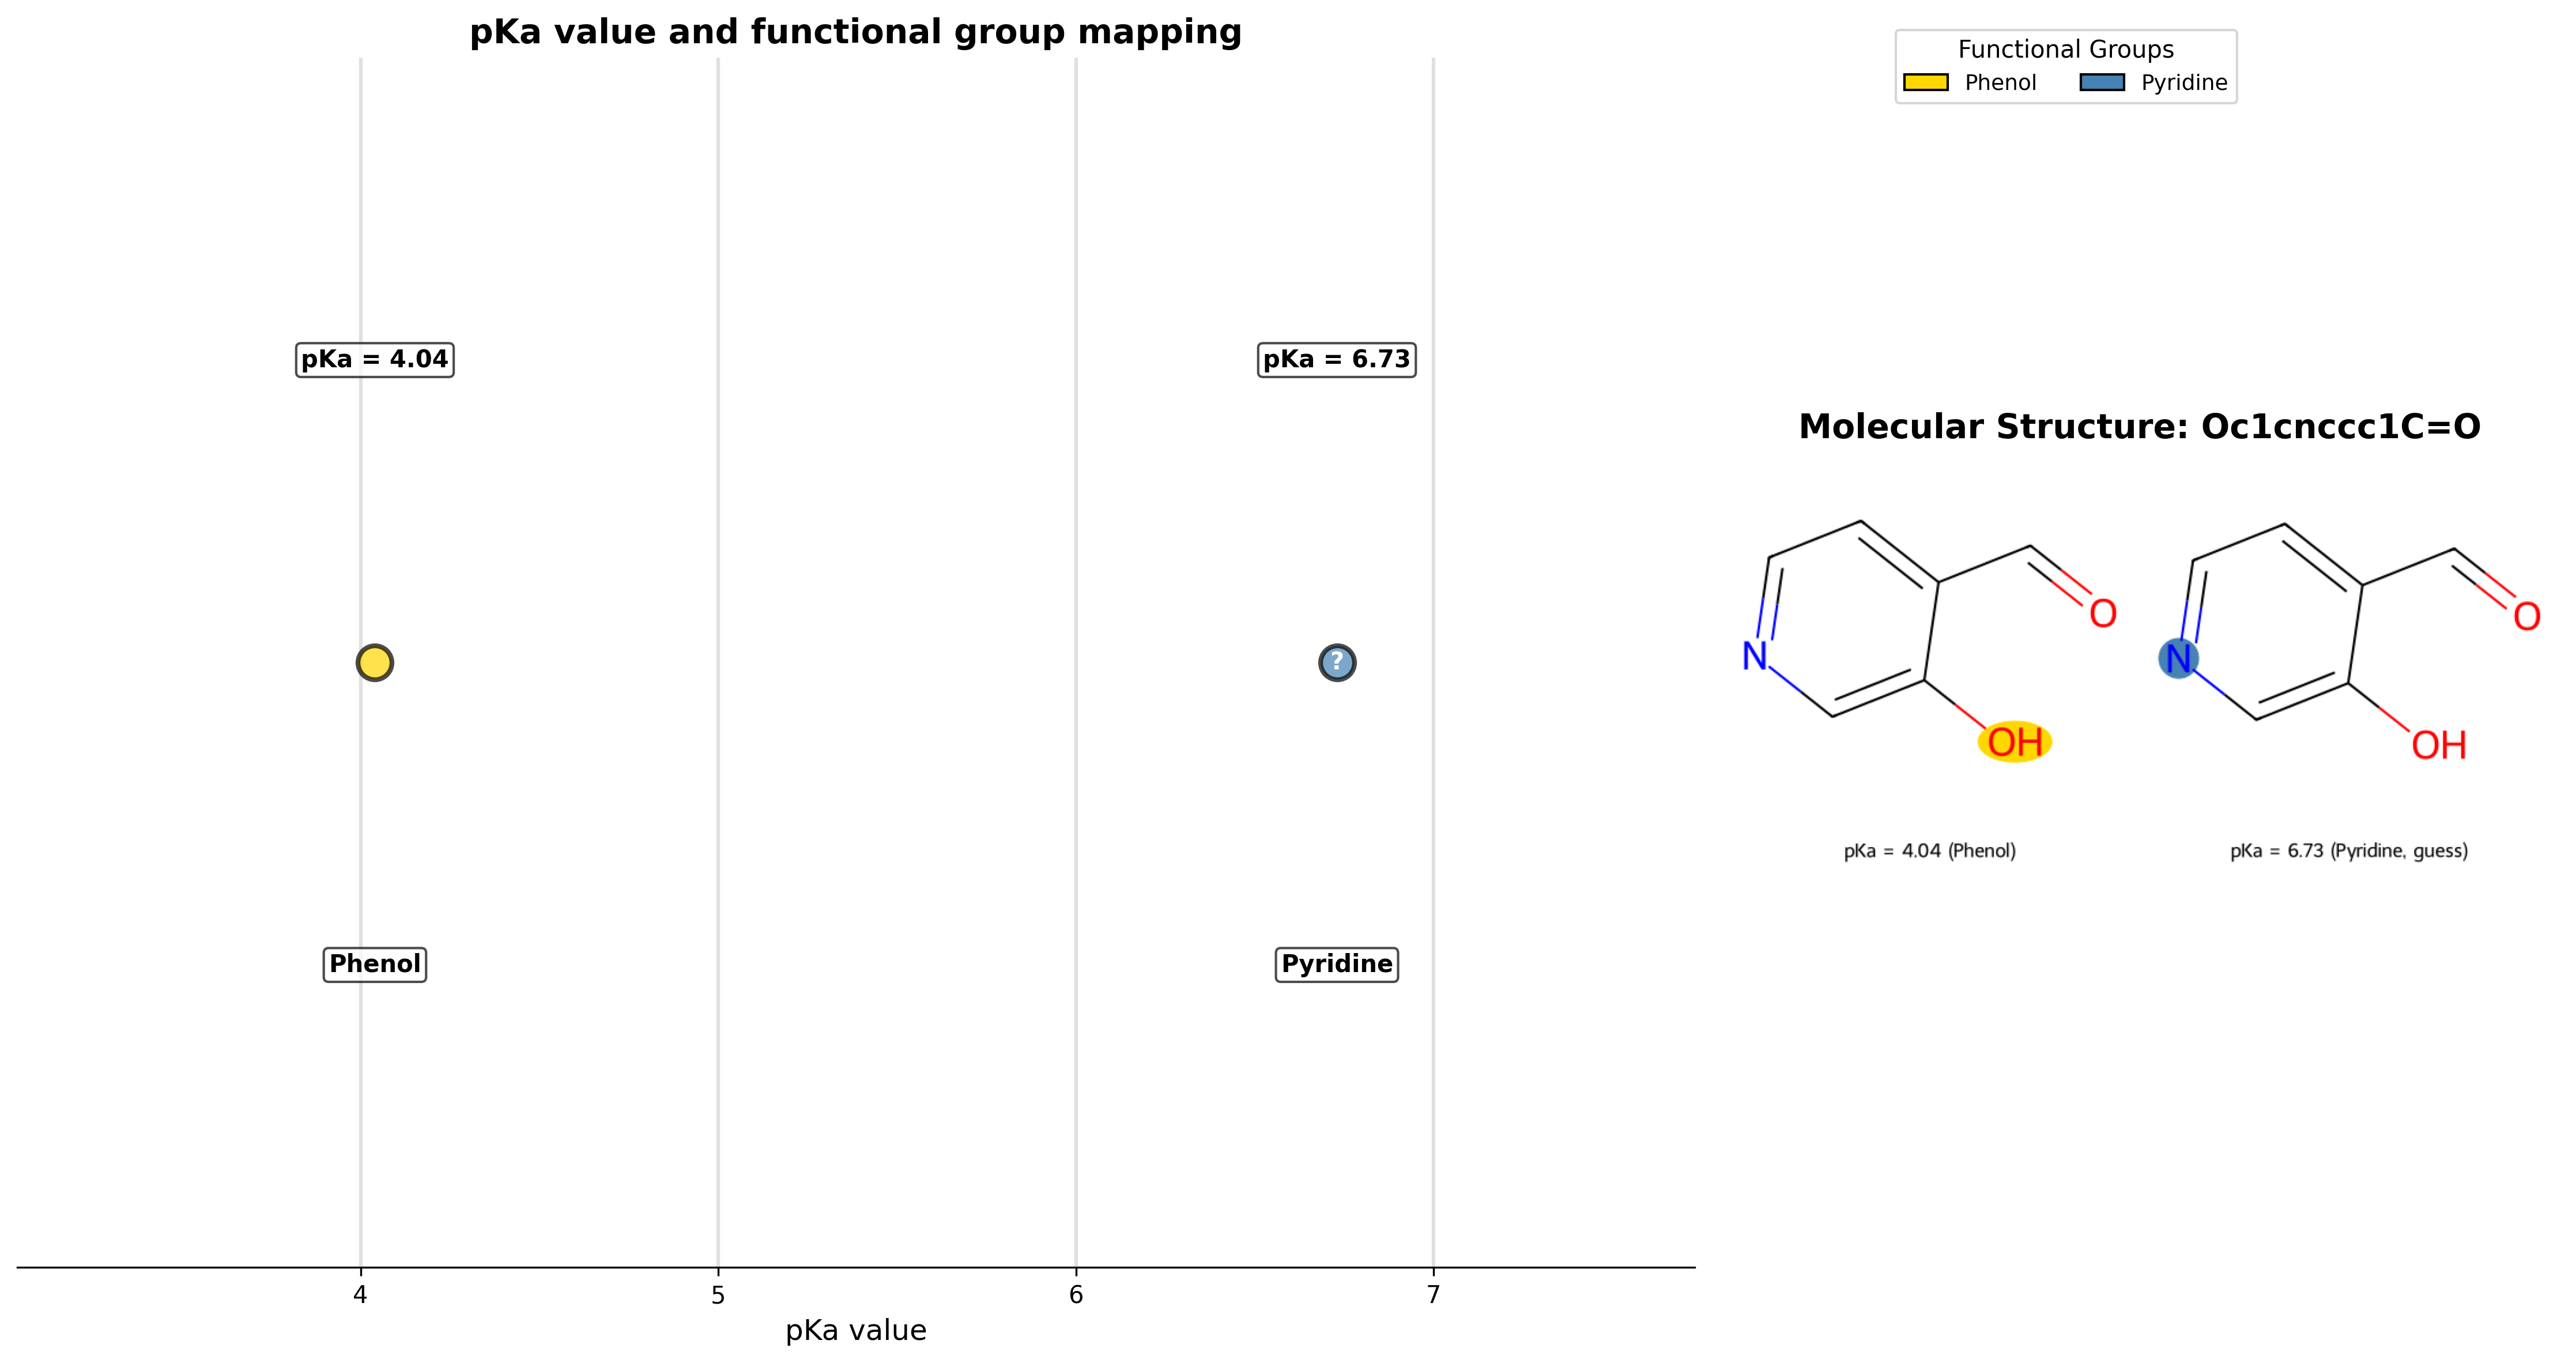 pKa value and functional group mapping
Functional Groups
Phenol Pyridine
pKa = 4.04 pKa = 6.73
?
Phenol Pyridine
4 5 6 7
pKa value
Molecular Structure: Oc1cnccc1C=O
O O
N N
OH OH
pKa = 4.04 (Phenol) pKa = 6.73 (Pyridine, guess)